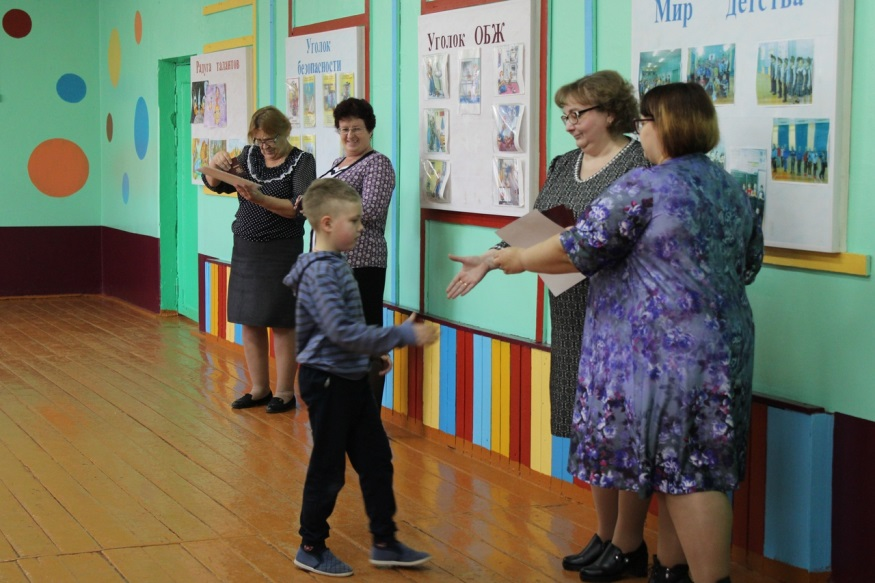 Радуга талантов
Уголок
безопасности
Уголок ОБЖ
Мир детства